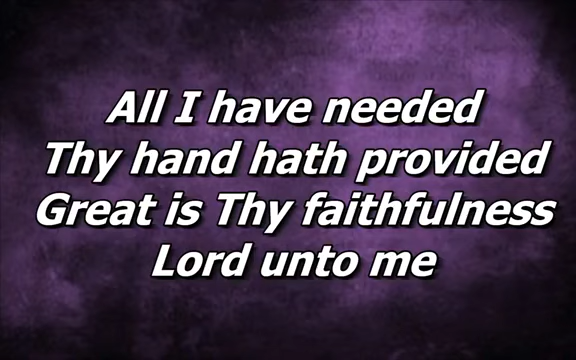 All I have needed
Thy hand hath provided
Great is Thy faithfulness
Lord unto me